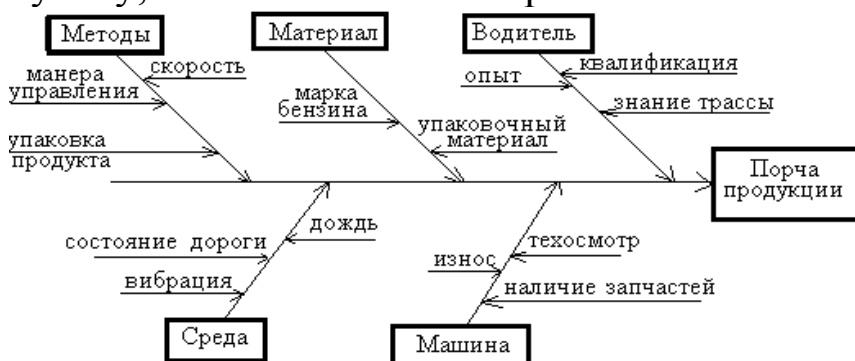 Методы
Материал
Водитель
скорость
манера
управления
упаковка
продукта
марка
бензина
упаковочный
материал
квалификация
опыт
знание трассы
Порча
продукции
дождь
состояние дороги
вибрация
техосмотр
износ
наличие запчастей
Среда
Машина